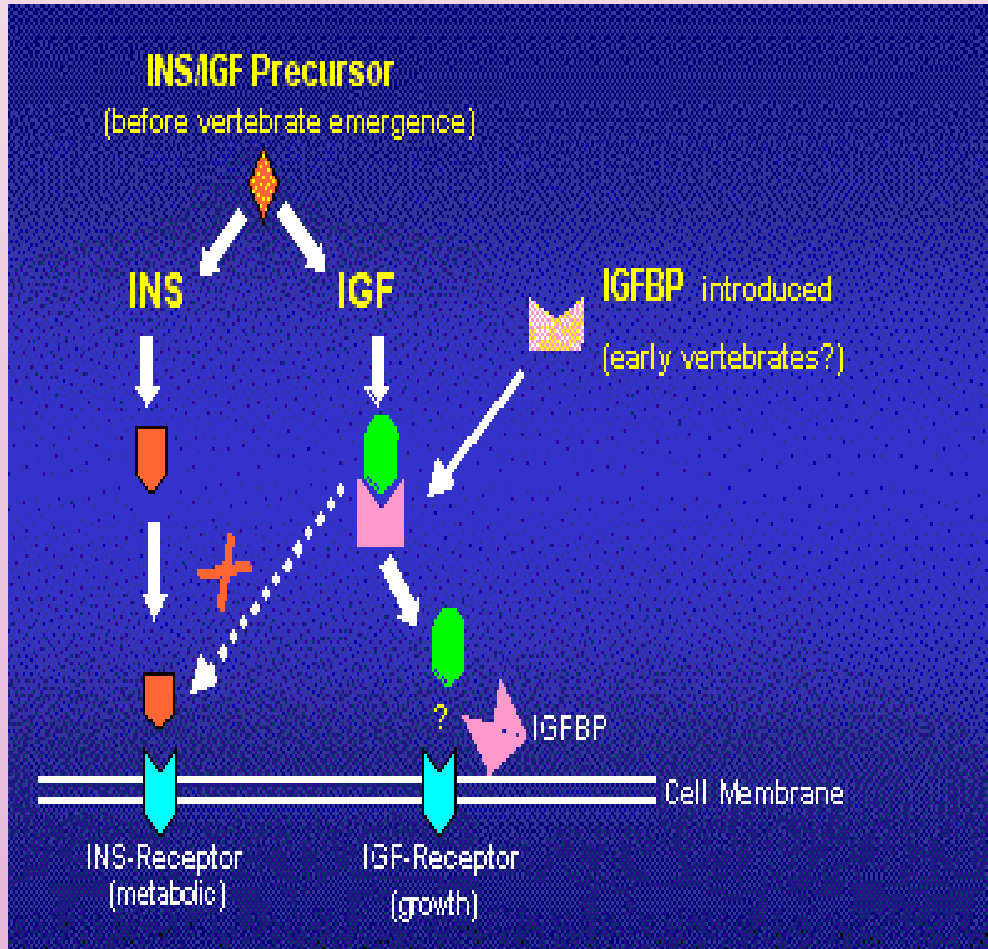 INS/IGF Precursor
(before vertebrate emergence)
INS
IGF
IGFBP introduced
(early vertebrates?)
?
IGFBP
Cell Membrane
INS-Receptor
(metabolic)
IGF-Receptor
(growth)